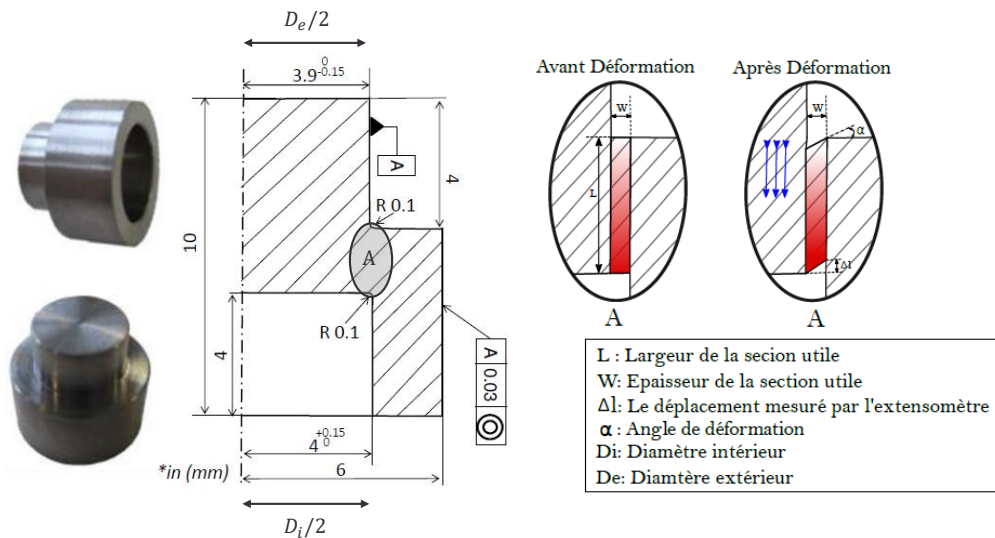 D_e/2
3.9 0 -0.15
A
4
R 0.1
10
A
R 0.1
4
A 0.03
4 +0.15 0
*in (mm)
6
D_i/2
Avant Déformation
Après Déformation
W
W
α
L
Δl
A
A
L : Largeur de la secion utile
W: Epaisseur de la section utile
Δl: Le déplacement mesuré par l'extensomètre
α : Angle de déformation
Di: Diamètre intérieur
De: Diamtère extérieur